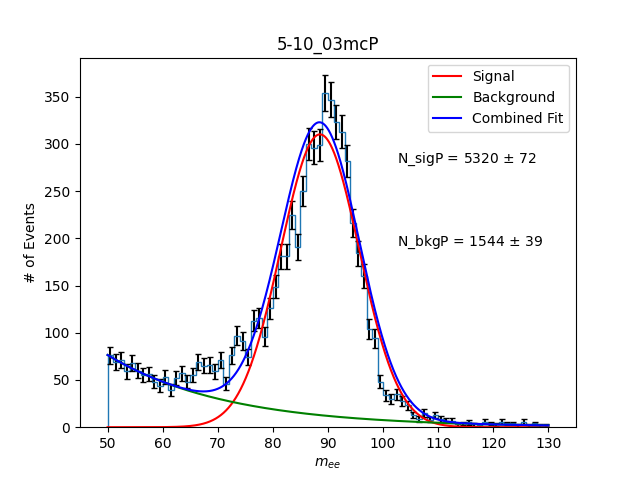 5-10_03mcP
Signal
Background
Combined Fit
N_sigP = 5320 ± 72
N_bkgP = 1544 ± 39
# of Events
350
300
250
200
150
100
50
0
50 60 70 80 90 100 110 120 130
m_ee